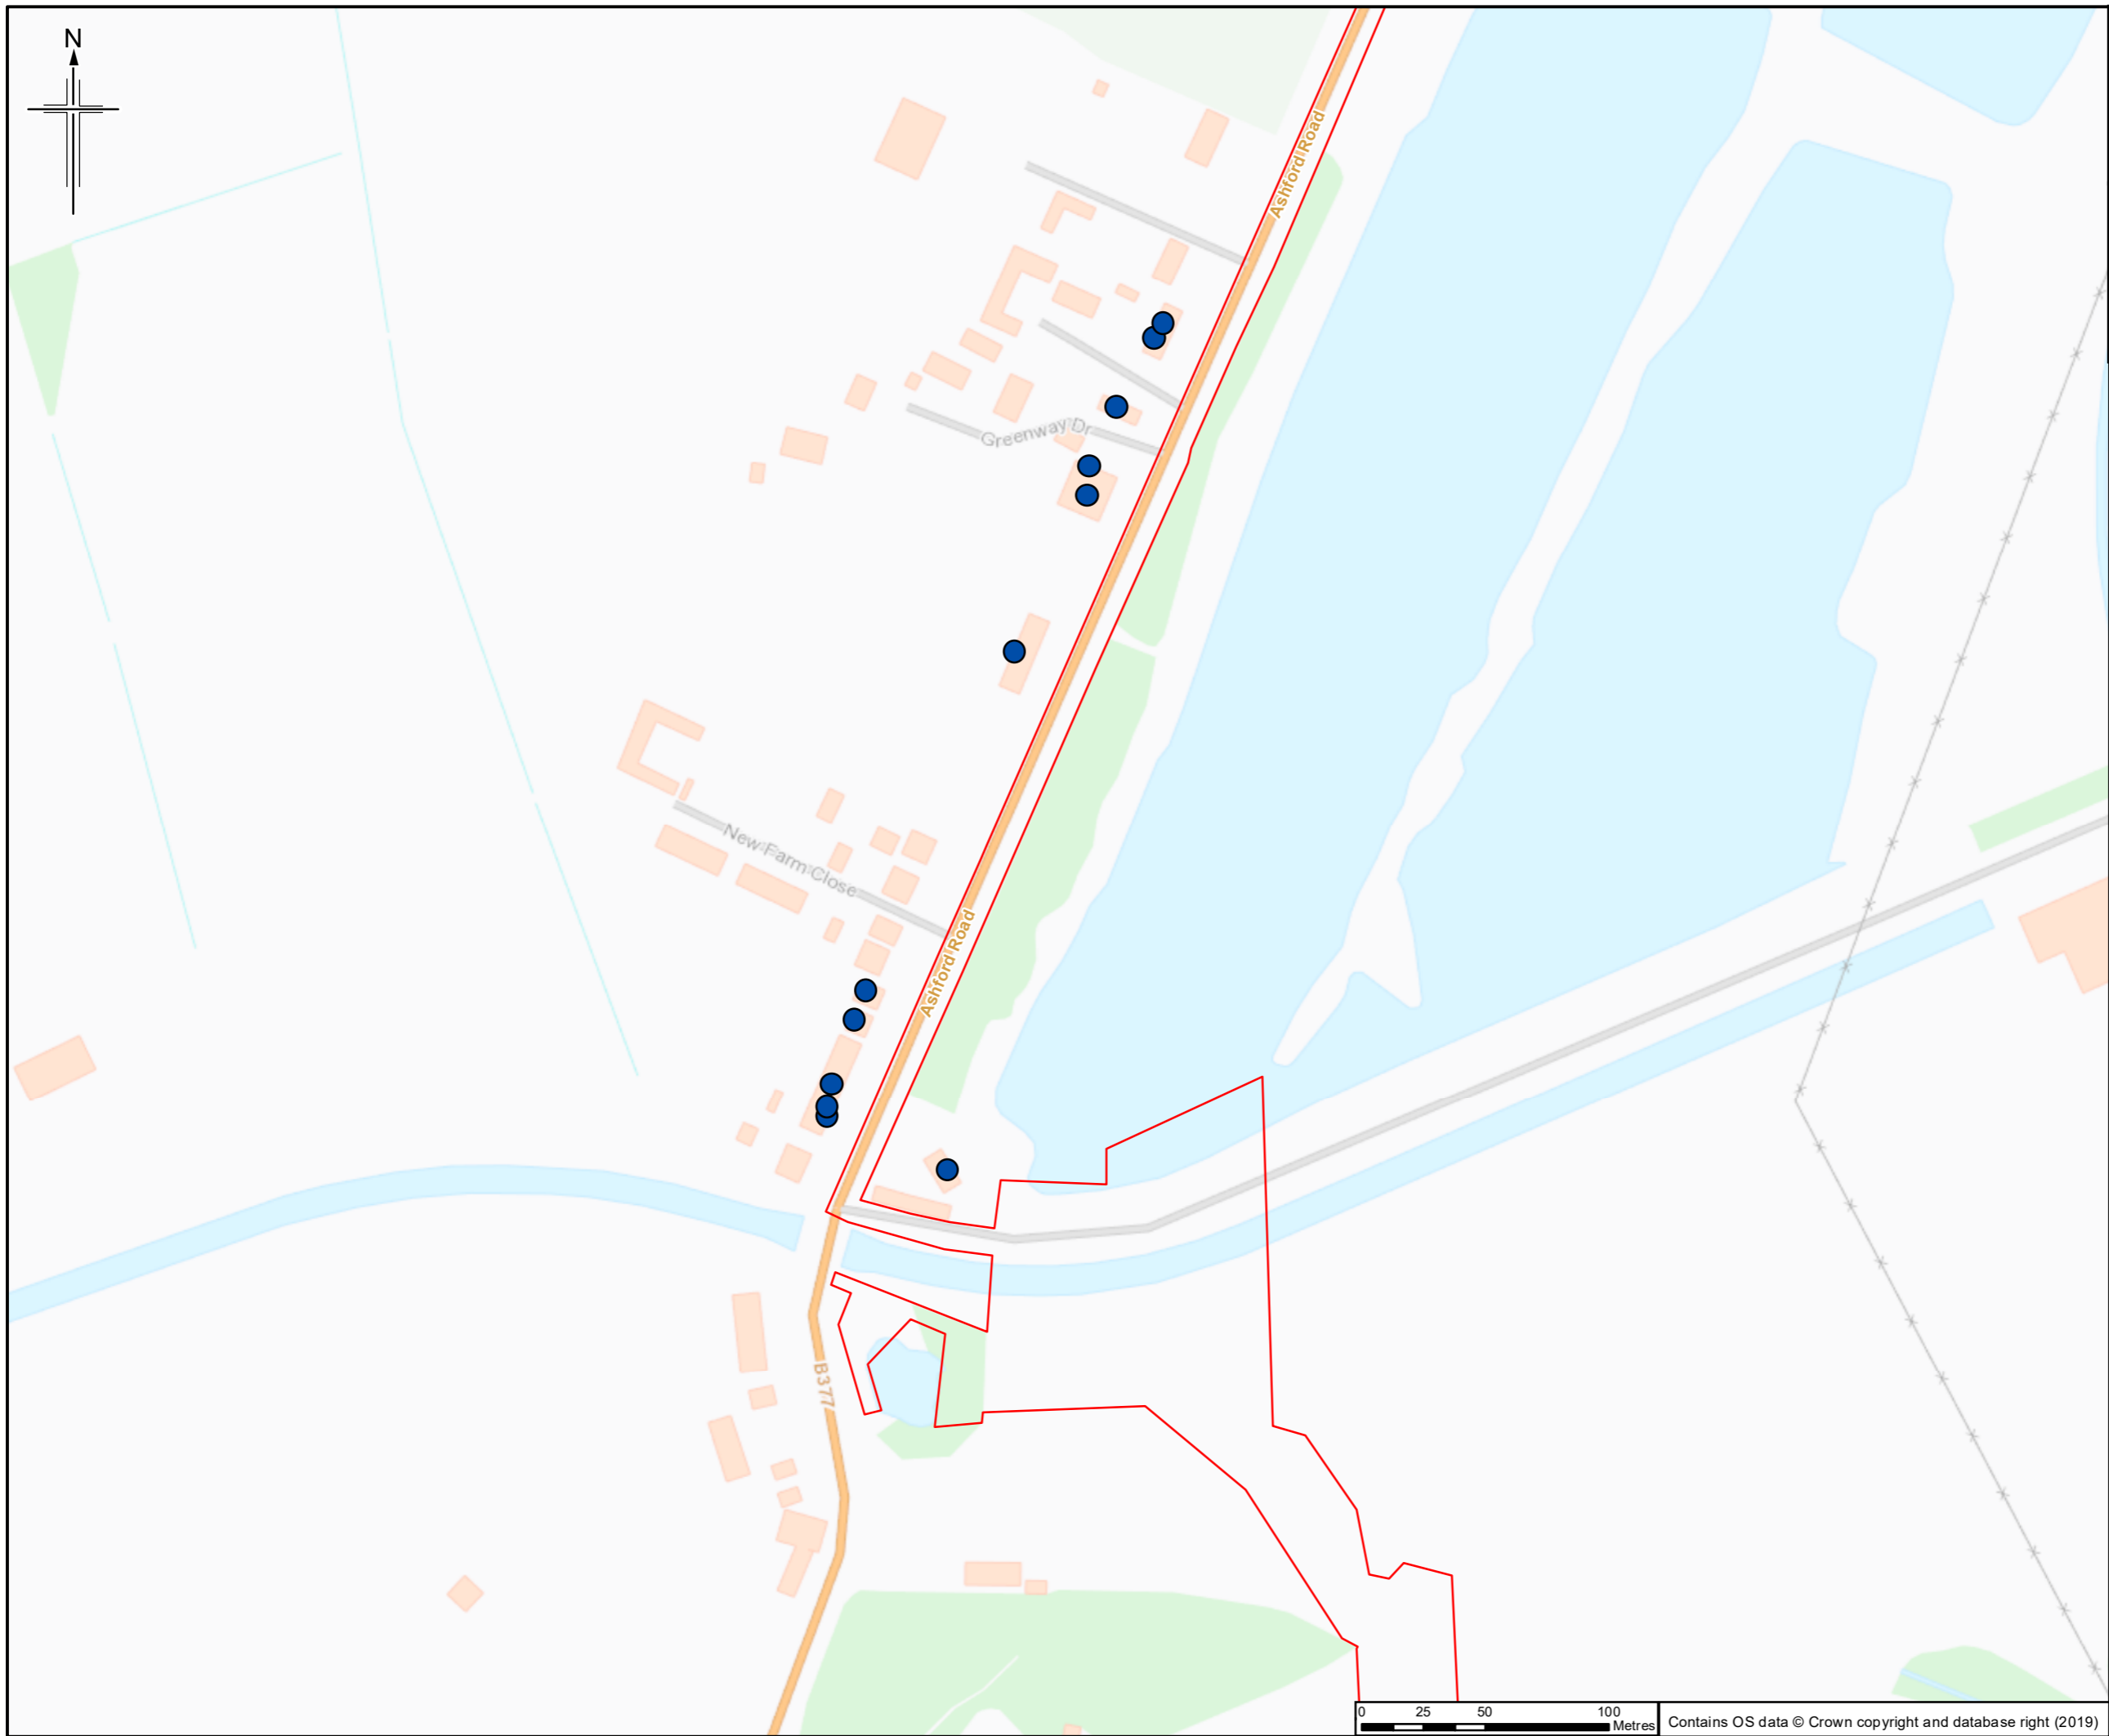 N
Ashford Road
Greenway Dr
New Farm Close
Ashford Road
B377
0 25 50 100
Metres
Contains OS data © Crown copyright and database right (2019)